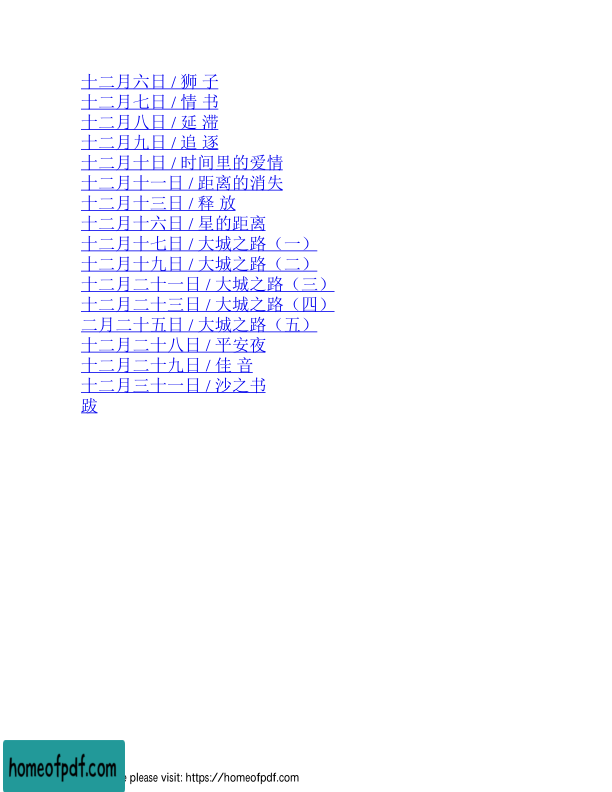 十二月六日 / 狮 子
十二月七日 / 情 书
十二月八日 / 延 滞
十二月九日 / 追 逐
十二月十日 / 时间里的爱情
十二月十一日 / 距离的消失
十二月十三日 / 释 放
十二月十六日 / 星的距离
十二月十七日 / 大城之路（一）
十二月十九日 / 大城之路（二）
十二月二十一日 / 大城之路（三）
十二月二十三日 / 大城之路（四）
二月二十五日 / 大城之路（五）
十二月二十八日 / 平安夜
十二月二十九日 / 佳 音
十二月三十一日 / 沙之书
跋
homeofpdf.com
e please visit: https://homeofpdf.com